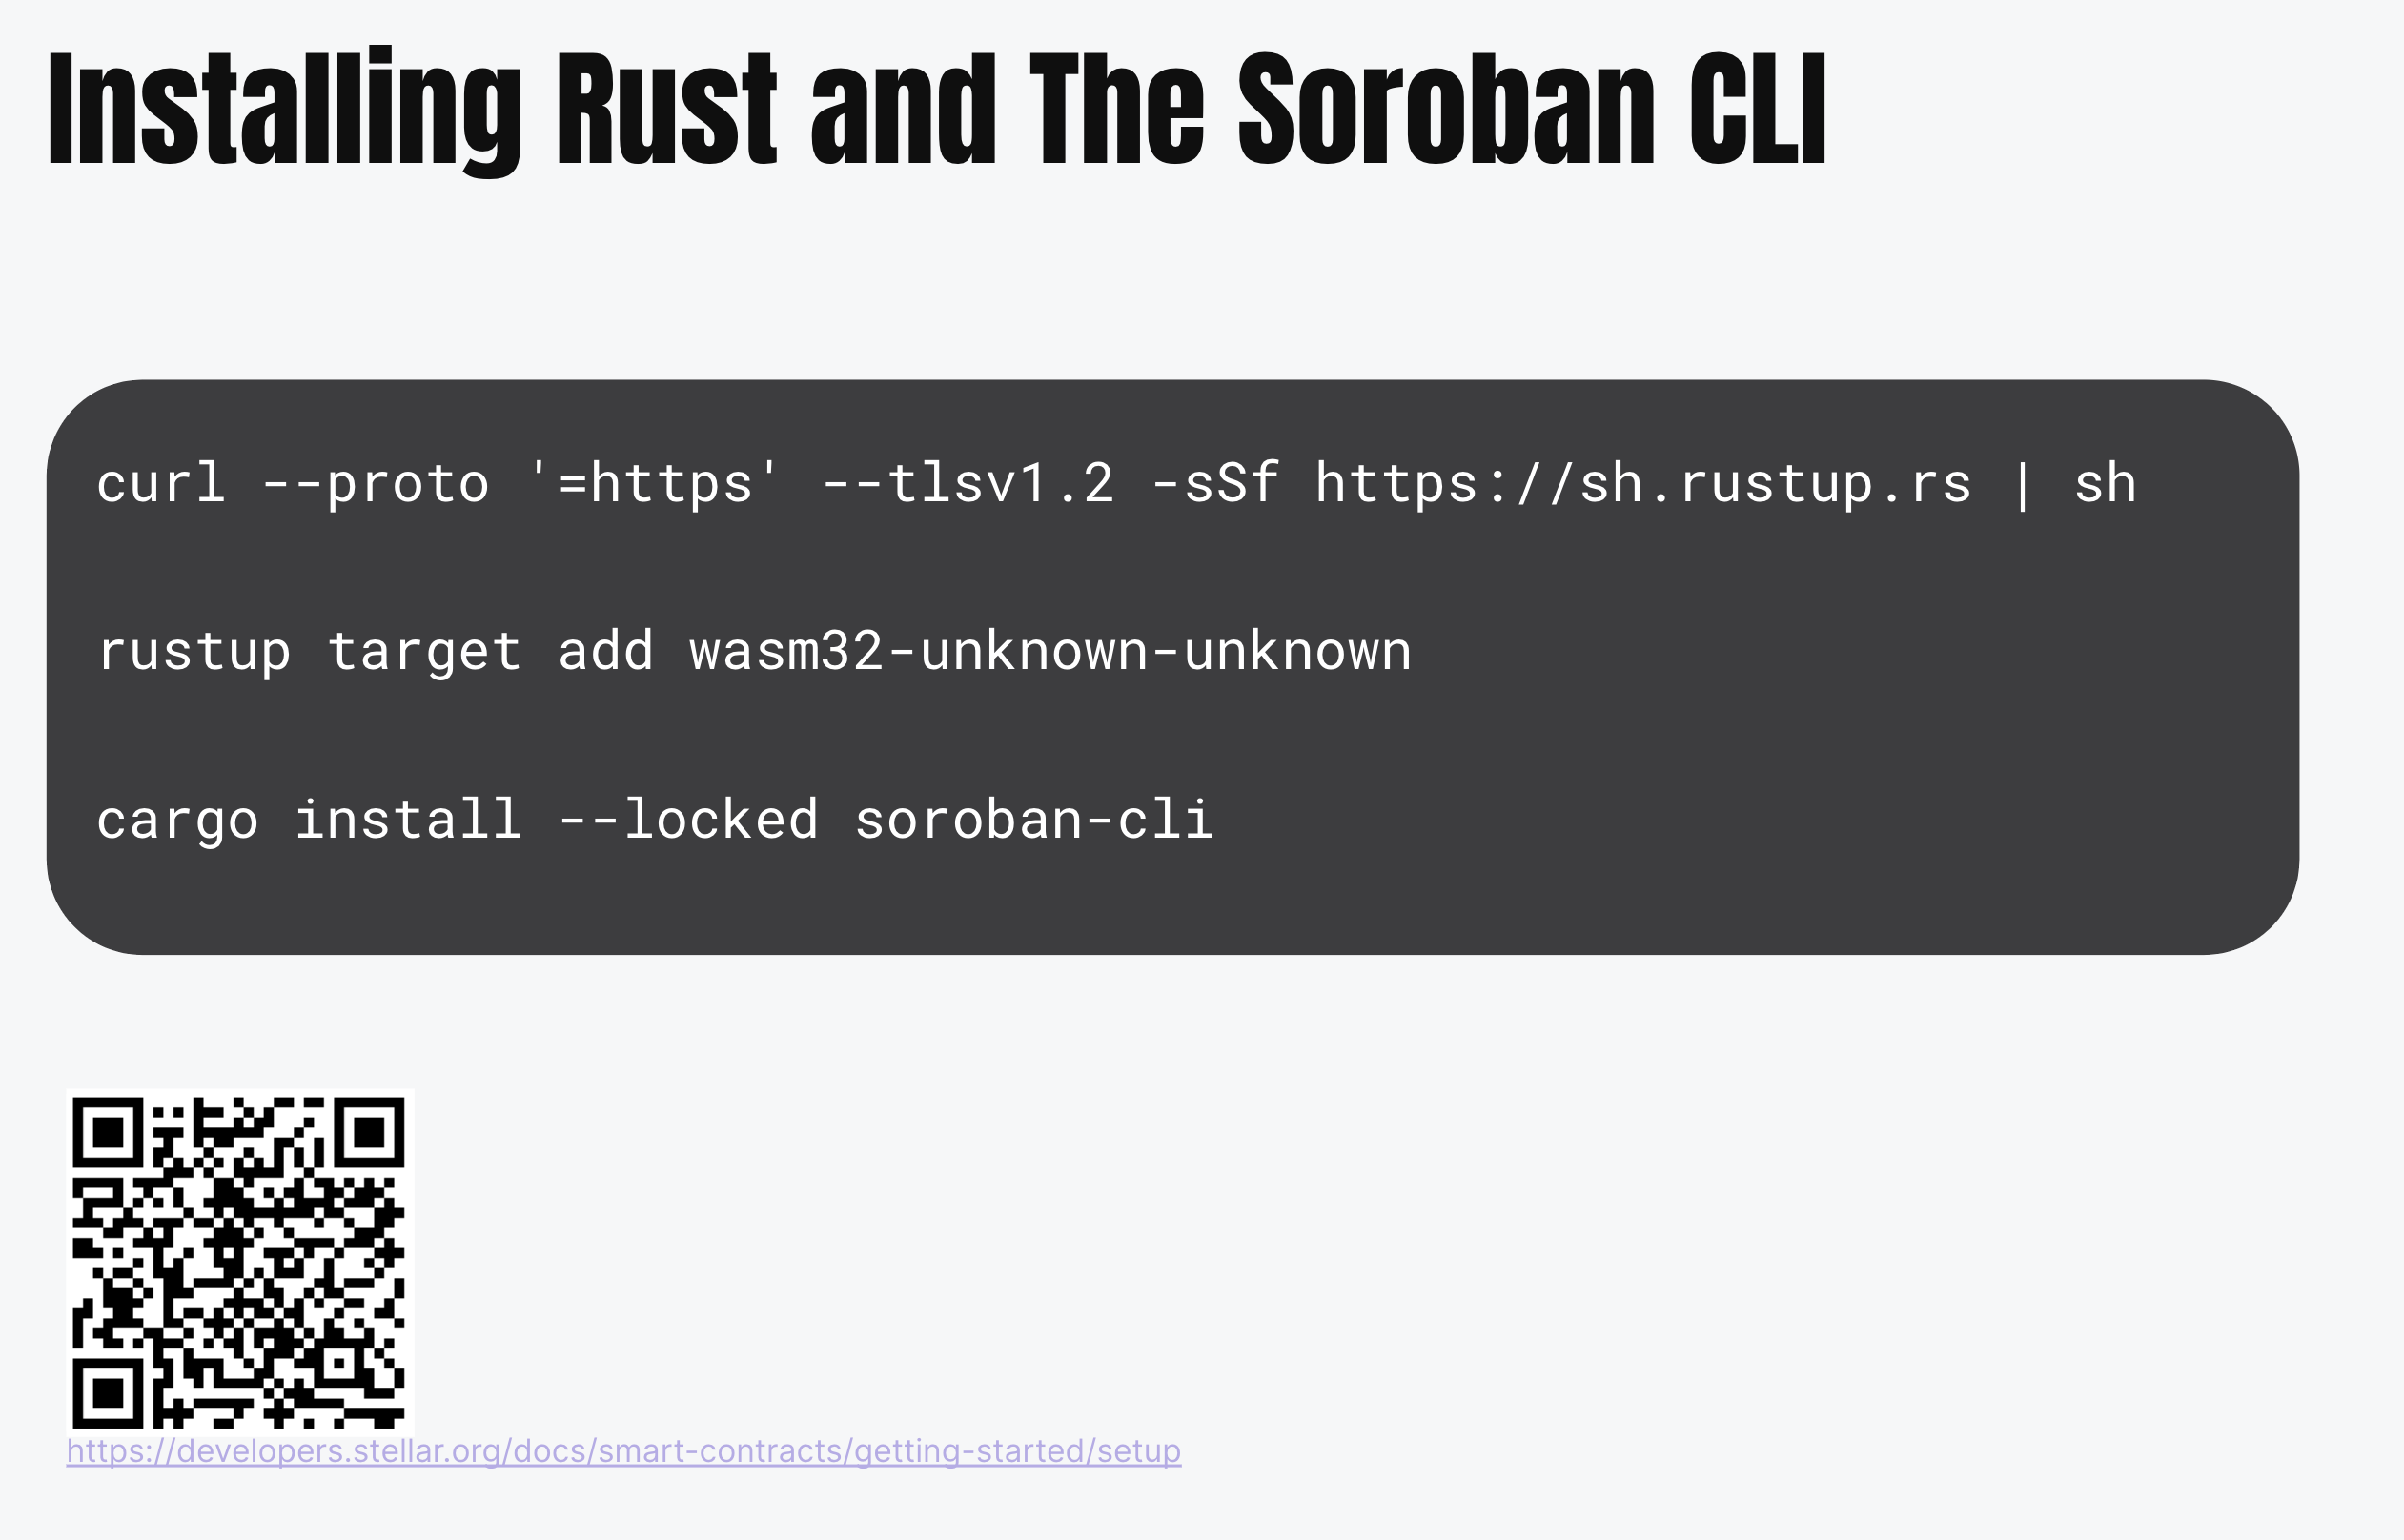 Installing Rust and The Soroban CLI
curl --proto '=https' --tlsv1.2 -sSf https://sh.rustup.rs | sh
rustup target add wasm32-unknown-unknown
cargo install --locked soroban-cli
https://developers.stellar.org/docs/smart-contracts/getting-started/setup